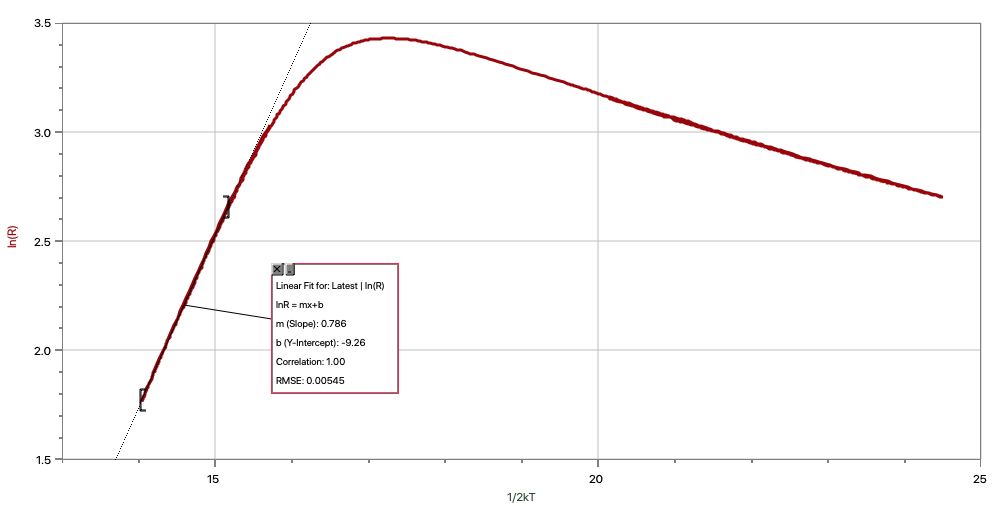 3.5
3.0
2.5
2.0
1.5
ln(R)
Linear Fit for: Latest | ln(R)
lnR = mx+b
m (Slope): 0.786
b (Y-Intercept): -9.26
Correlation: 1.00
RMSE: 0.00545
15
20
25
1/2kT